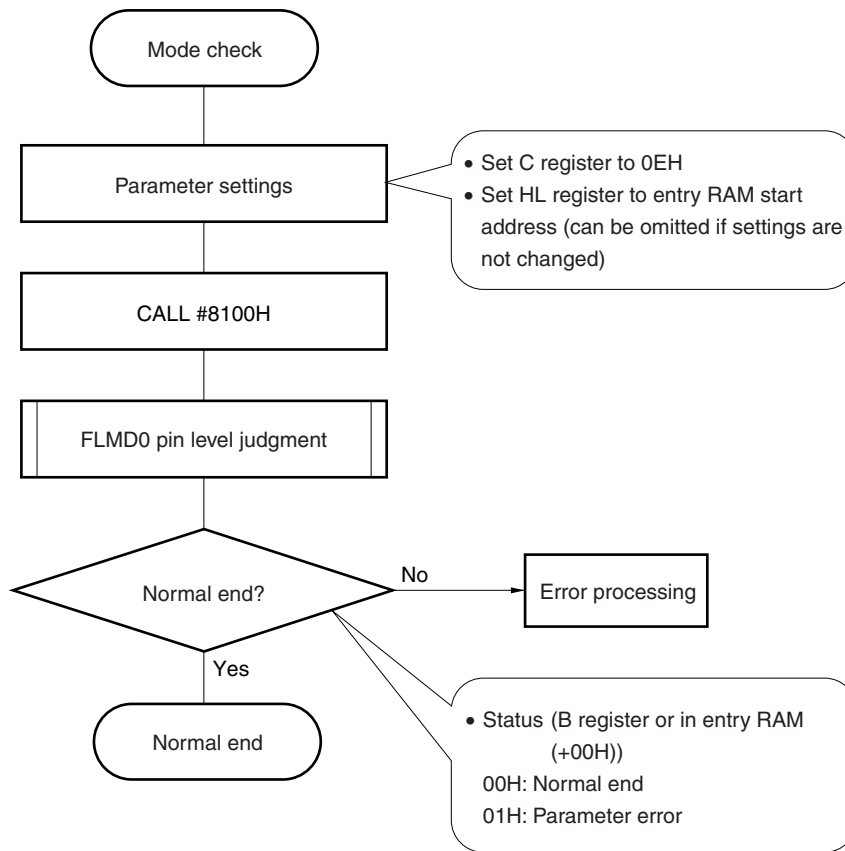 Mode check
Parameter settings
• Set C register to 0EH
• Set HL register to entry RAM start
address (can be omitted if settings are
not changed)
CALL #8100H
FLMD0 pin level judgment
Normal end?
No
Error processing
Yes
Normal end
• Status (B register or in entry RAM
(+00H))
00H: Normal end
01H: Parameter error